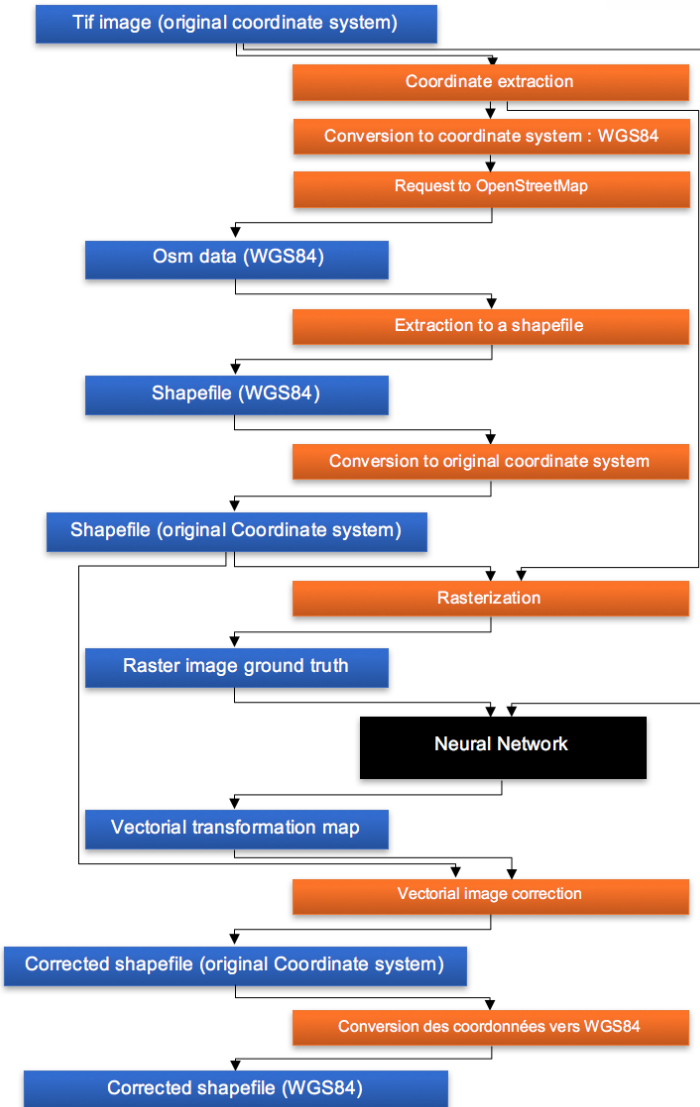 Tif image (original coordinate system)
Coordinate extraction
Conversion to coordinate system : WGS84
Request to OpenStreetMap
Osm data (WGS84)
Extraction to a shapefile
Shapefile (WGS84)
Conversion to original coordinate system
Shapefile (original Coordinate system)
Rasterization
Raster image ground truth
Neural Network
Vectorial transformation map
Vectorial image correction
Corrected shapefile (original Coordinate system)
Conversion des coordonnées vers WGS84
Corrected shapefile (WGS84)